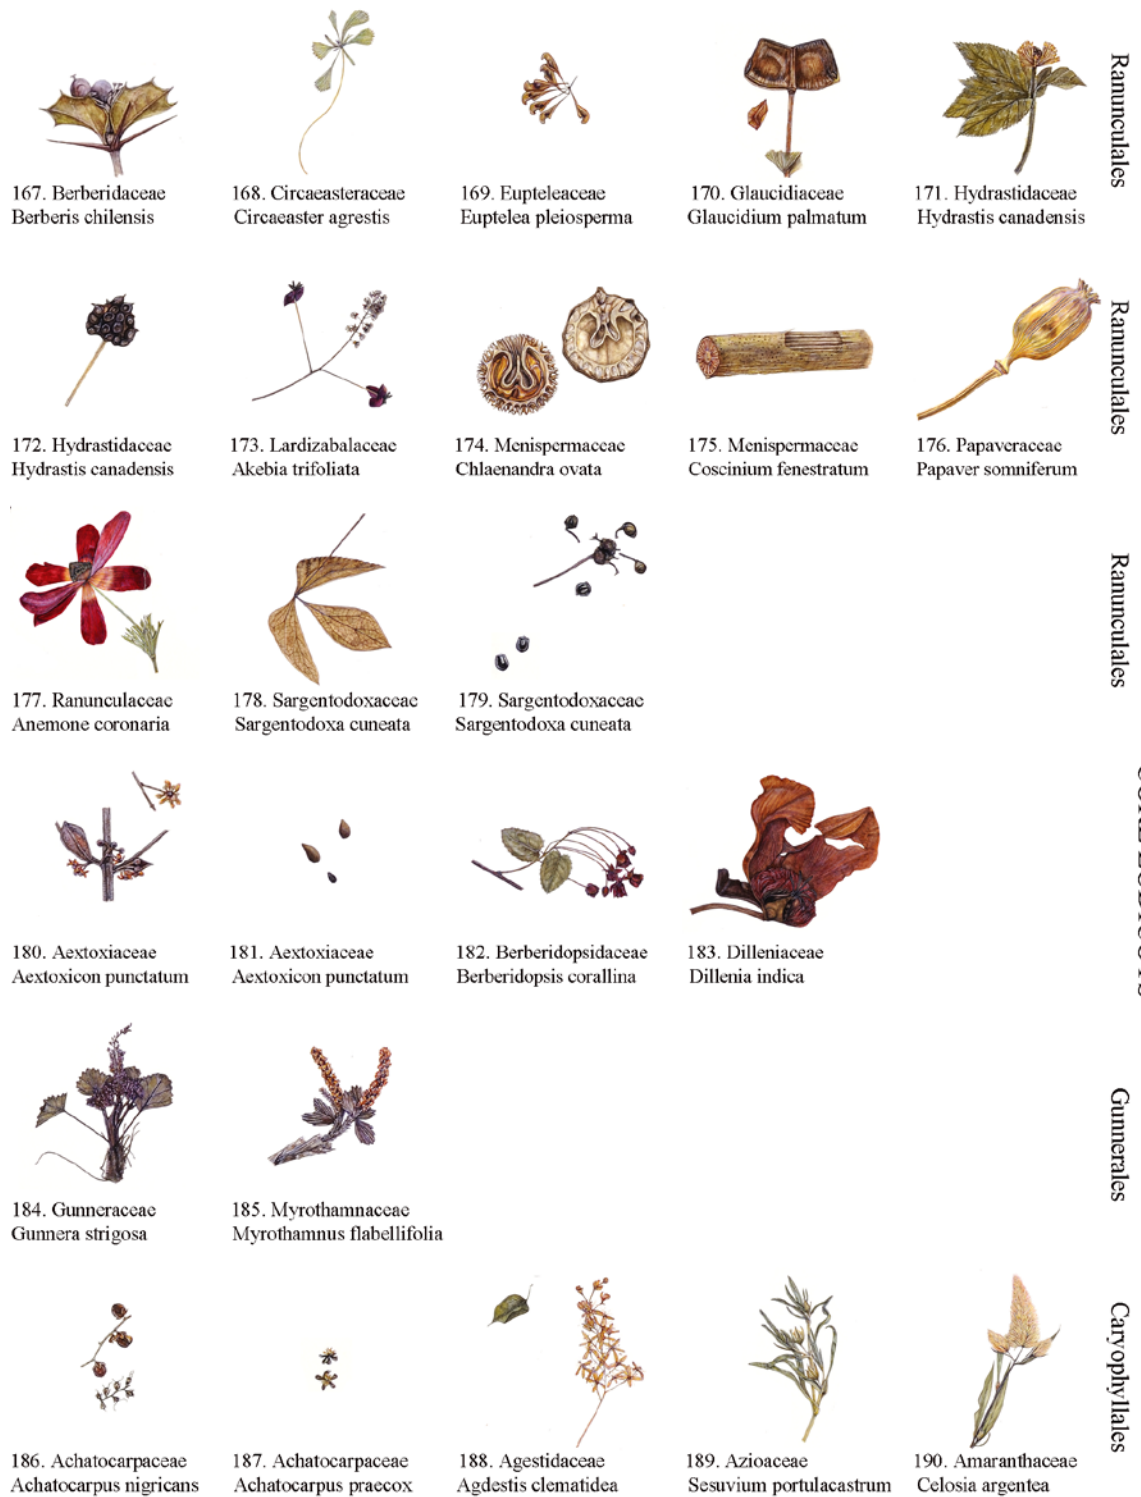 Ranunculales
167. Berberidaceae
Berberis chilensis
168. Circaeasteraceae
Circaeaster agrestis
169. Eupteleaceae
Euptelea pleiosperma
170. Glaucidiaceae
Glaucidium palmatum
171. Hydrastidaceae
Hydrastis canadensis
Ranunculales
172. Hydrastidaceae
Hydrastis canadensis
173. Lardizabalaceae
Akebia trifoliata
174. Menispermaceae
Chlaenandra ovata
175. Menispermaceae
Coscinium fenestratum
176. Papaveraceae
Papaver somniferum
Ranunculales
177. Ranunculaceae
Anemone coronaria
178. Sargentodoxaceae
Sargentodoxa cuneata
179. Sargentodoxaceae
Sargentodoxa cuneata
180. Aextoxiaceae
Aextoxicon punctatum
181. Aextoxiaceae
Aextoxicon punctatum
182. Berberidopsidaceae
Berberidopsis corallina
183. Dilleniaceae
Dillenia indica
Gunnerales
184. Gunneraceae
Gunnera strigosa
185. Myrothamnaceae
Myrothamnus flabellifolia
Caryophyllales
186. Achatocarpaceae
Achatocarpus nigricans
187. Achatocarpaceae
Achatocarpus praecox
188. Agestidaceae
Agdestis clematidea
189. Azioaceae
Sesuvium portulacastrum
190. Amaranthaceae
Celosia argentea